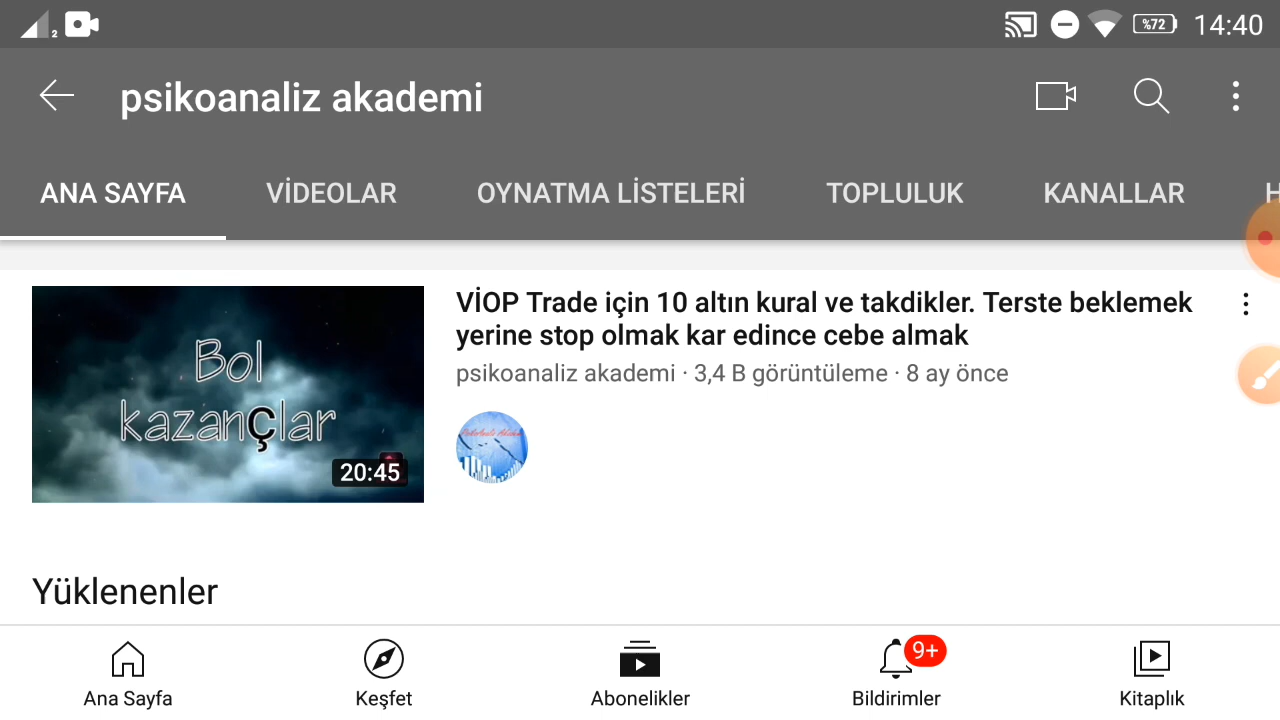 2
%72
14:40
psikoanaliz akademi
ANA SAYFA
VİDEOLAR
OYNATMA LİSTELERİ
TOPLULUK
KANALLAR
H
Bol
kazançlar
20:45
VİOP Trade için 10 altın kural ve takdikler. Terste beklemek
yerine stop olmak kar edince cebe almak
psikoanaliz akademi · 3,4 B görüntüleme · 8 ay önce
Yüklenenler
9+
Ana Sayfa
Keşfet
Abonelikler
Bildirimler
Kitaplık